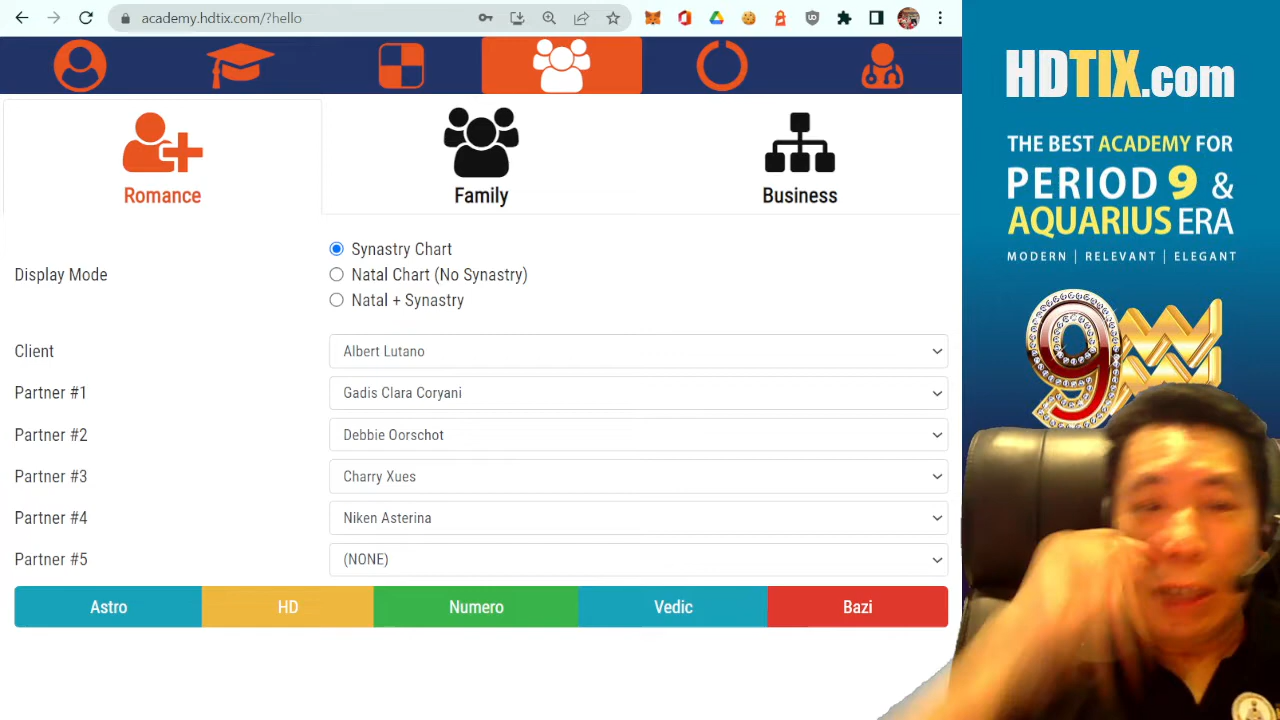 academy.hdtix.com/?hello
HDTIX.com
THE BEST ACADEMY FOR
PERIOD 9 &
AQUARIUS ERA
MODERN | RELEVANT | ELEGANT
9
Romance
Family
Business
Display Mode
Synastry Chart
Natal Chart (No Synastry)
Natal + Synastry
Client
Albert Lutano
Partner #1
Gadis Clara Coryani
Partner #2
Debbie Oorschot
Partner #3
Charry Xues
Partner #4
Niken Asterina
Partner #5
(NONE)
Astro
HD
Numero
Vedic
Bazi